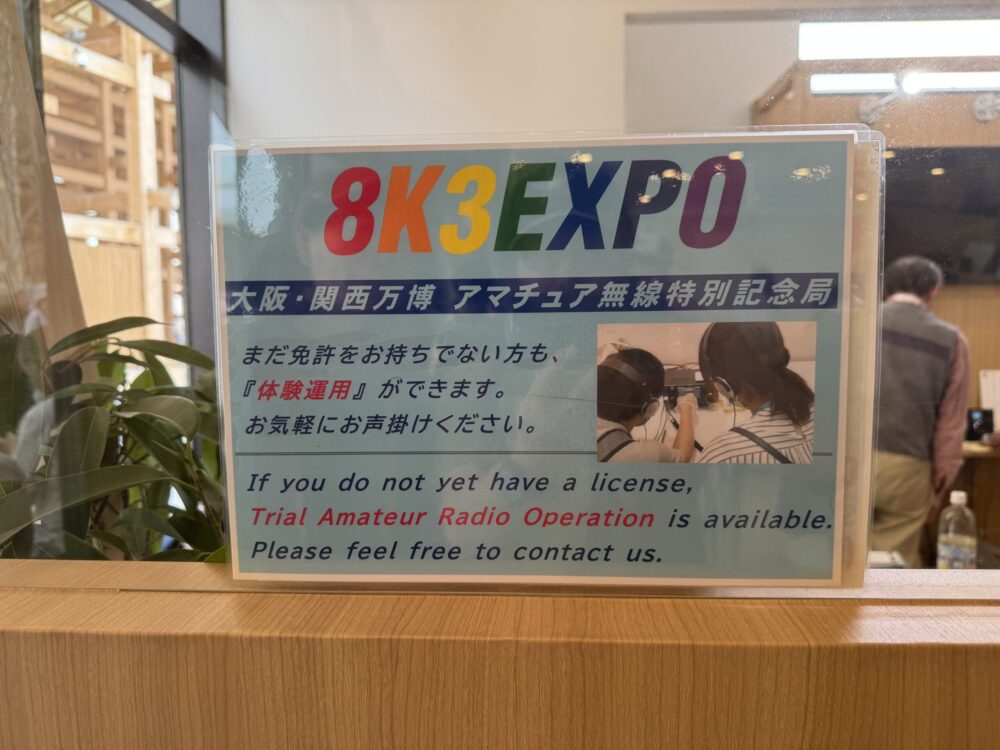 8K3EXPO
大阪・関西万博 アマチュア無線特別記念局
まだ免許をお持ちでない方も、
『体験運用』ができます。
お気軽にお声掛けください。
If you do not yet have a license,
Trial Amateur Radio Operation is available.
Please feel free to contact us.